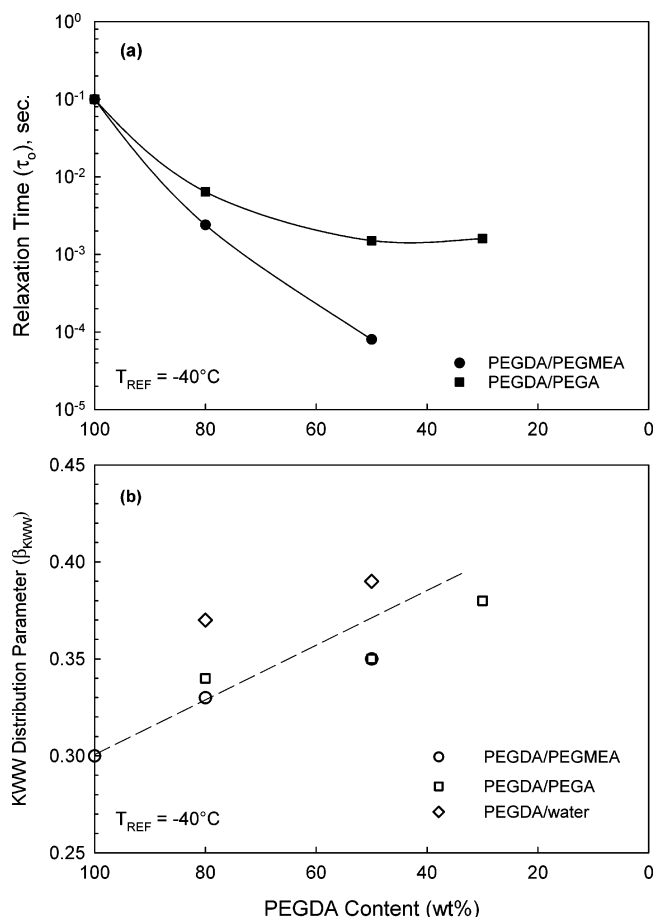 10⁰
(a)
10⁻¹
10⁻²
10⁻³
10⁻⁴
10⁻⁵
Relaxation Time (τₒ), sec.
PEGDA/PEGMEA
PEGDA/PEGA
T_REF = -40°C
100 80 60 40 20 0
0.45
(b)
0.40
0.35
0.30
0.25
KWW Distribution Parameter (β_KWW)
PEGDA/PEGMEA
PEGDA/PEGA
PEGDA/water
T_REF = -40°C
100 80 60 40 20 0
PEGDA Content (wt%)